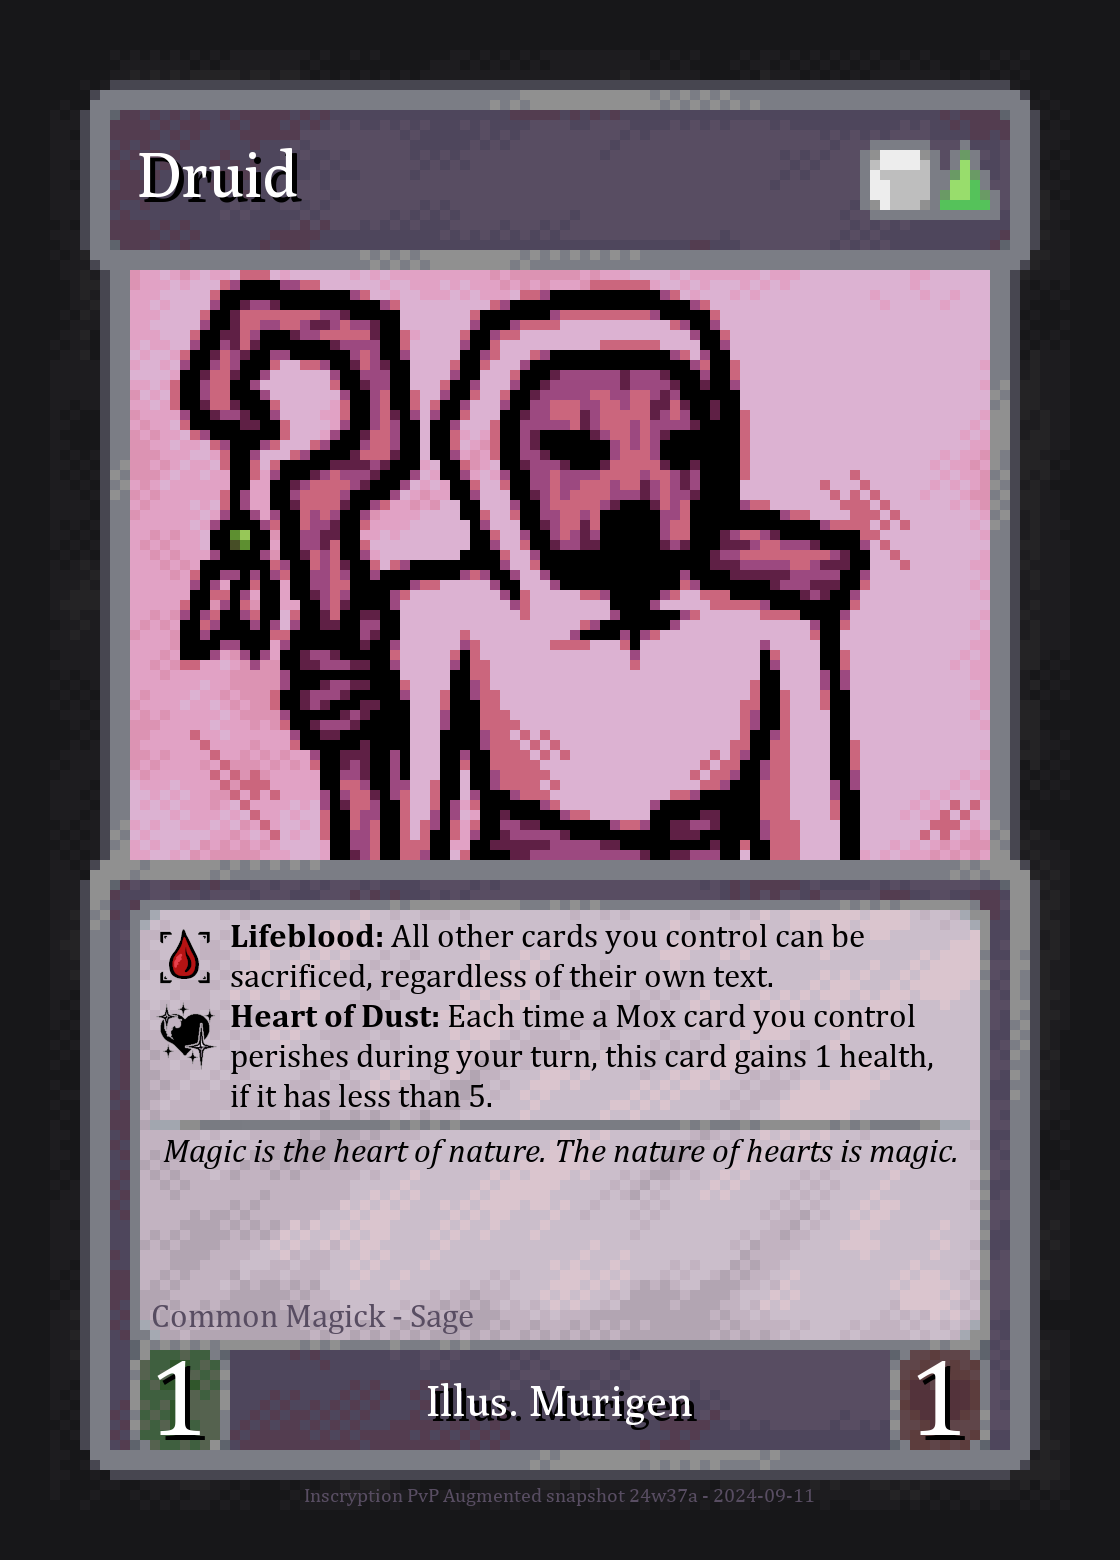 Druid
Lifeblood: All other cards you control can be
sacrificed, regardless of their own text.
Heart of Dust: Each time a Mox card you control
perishes during your turn, this card gains 1 health,
if it has less than 5.
Magic is the heart of nature. The nature of hearts is magic.
Common Magick - Sage
1 Illus. Murigen 1
Inscryption PvP Augmented snapshot 24w37a - 2024-09-11